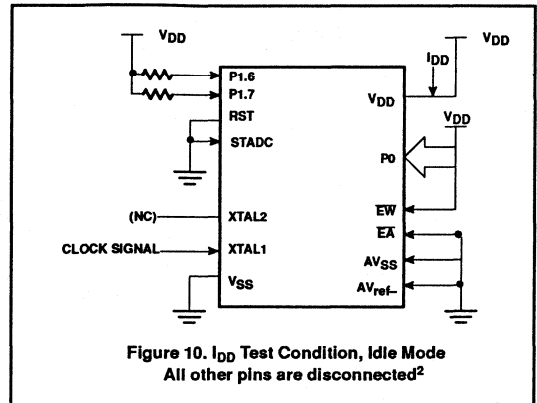 VDD
IDD
VDD
P1.6
P1.7
RST
STADC
VDD
VDD
P0
(NC)
XTAL2
EW
CLOCK SIGNAL
XTAL1
EA
VSS
AVSS
AVref–
Figure 10. IDD Test Condition, Idle Mode
All other pins are disconnected2